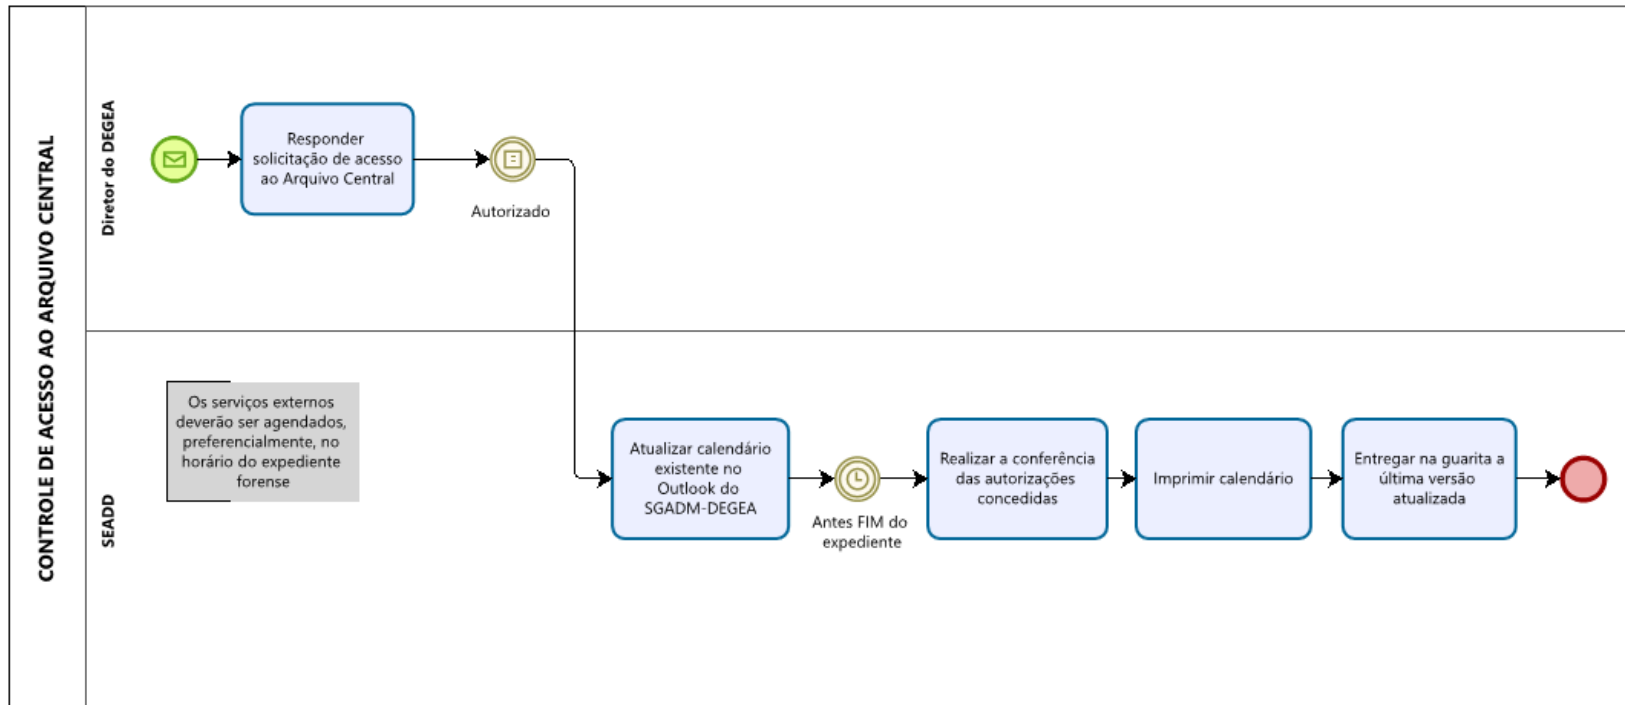 CONTROLE DE ACESSO AO ARQUIVO CENTRAL
Diretor do DEGEA
Responder
solicitação de acesso
ao Arquivo Central
Autorizado
SEADD
Os serviços externos
deverão ser agendados,
preferencialmente, no
horário do expediente
forense
Atualizar calendário
existente no
Outlook do
SGADM-DEGEA
Antes FIM do
expediente
Realizar a conferência
das autorizações
concedidas
Imprimir calendário
Entregar na guarita a
última versão
atualizada